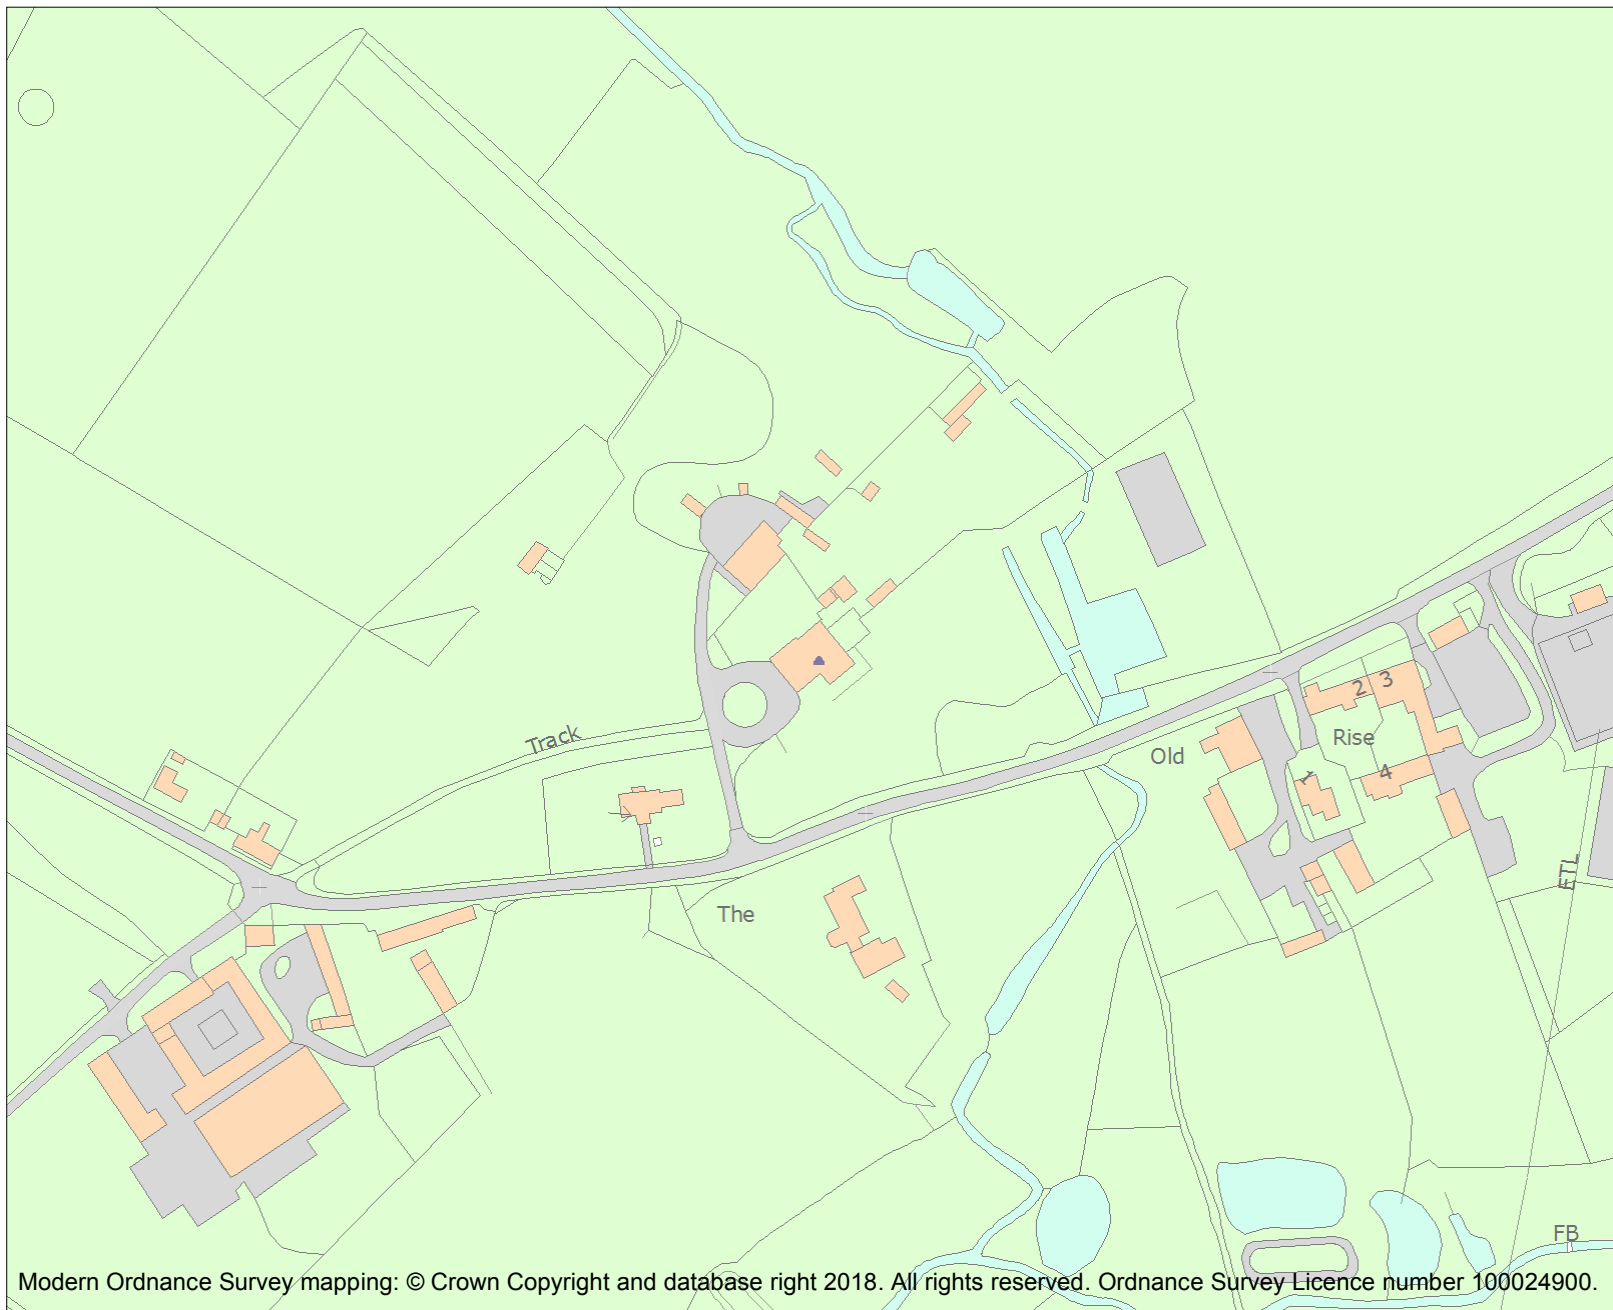 2 3
Track
Rise
Old
1
4
ETL
The
FB
Modern Ordnance Survey mapping: © Crown Copyright and database right 2018. All rights reserved. Ordnance Survey Licence number 100024900.